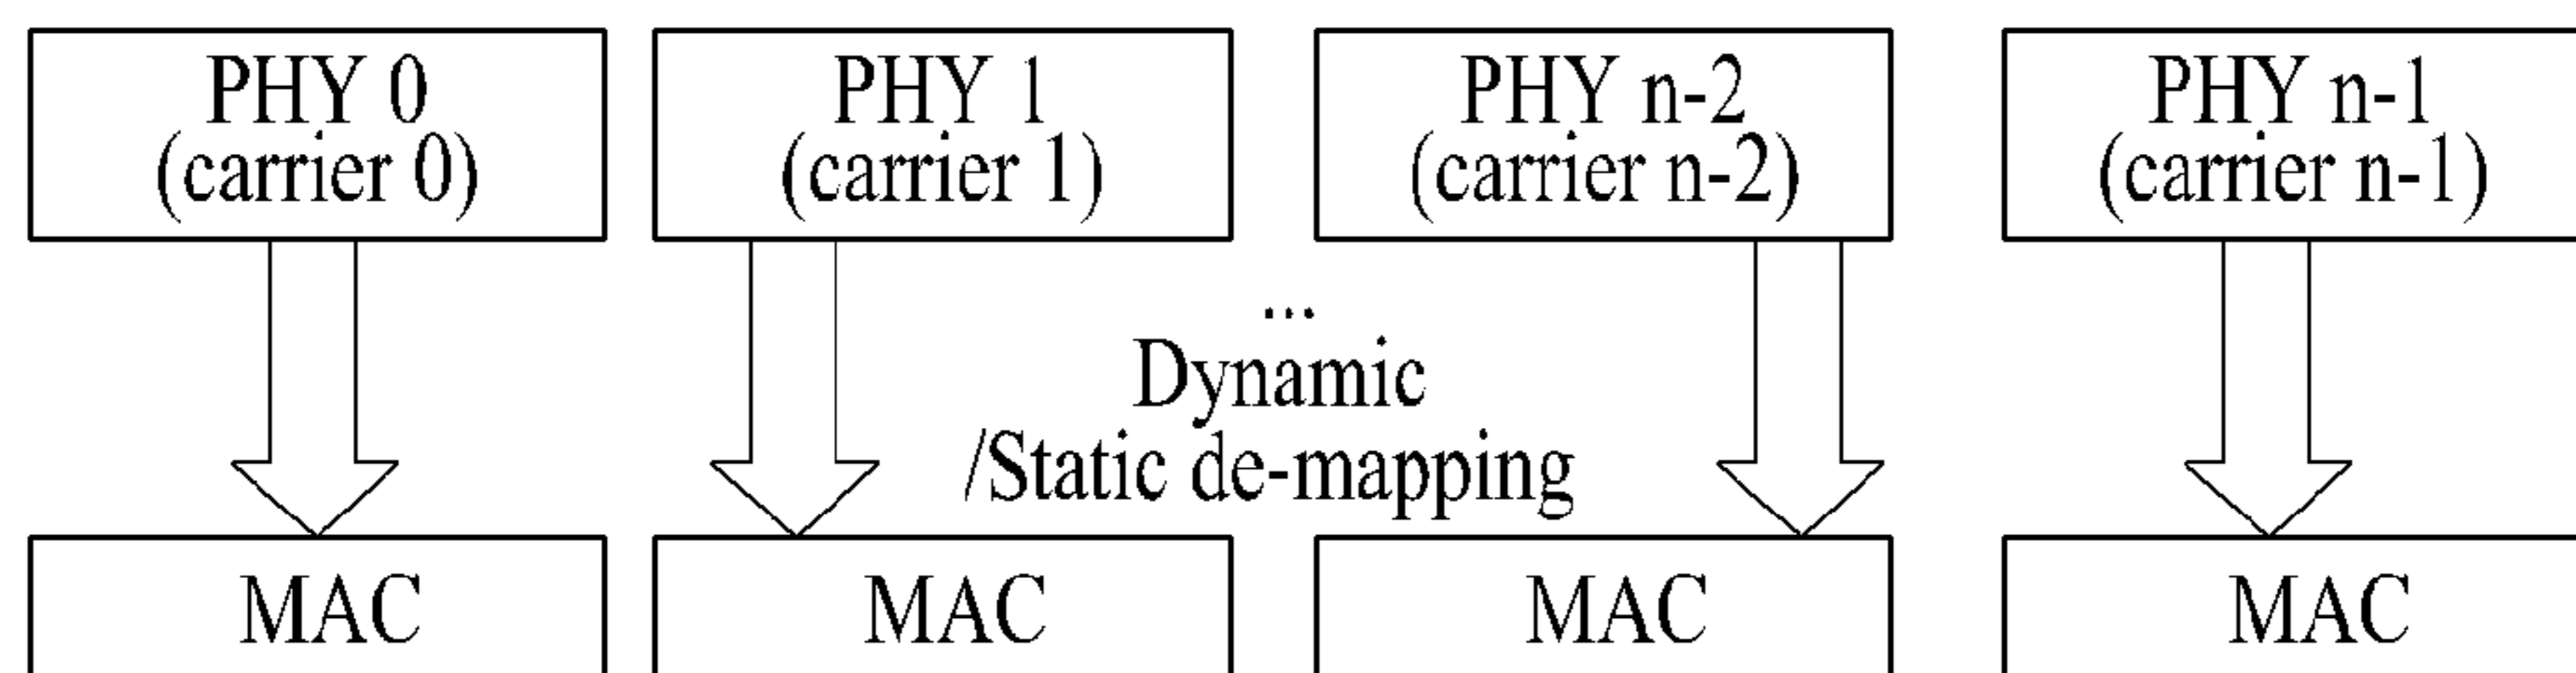 PHY 0
(carrier 0)
PHY 1
(carrier 1)
PHY n-2
(carrier n-2)
PHY n-1
(carrier n-1)
...
Dynamic
/Static de-mapping
MAC
MAC
MAC
MAC